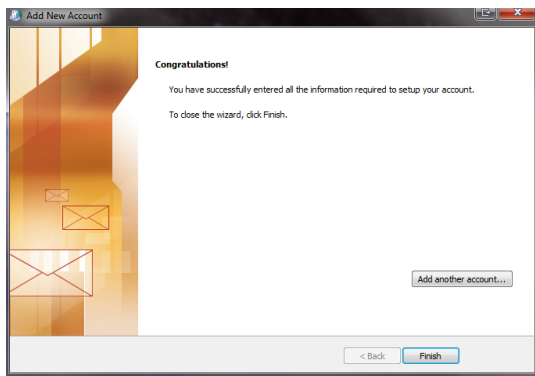 Add New Account
Congratulations!
You have successfully entered all the information required to setup your account.
To close the wizard, click Finish.
Add another account...
< Back
Finish